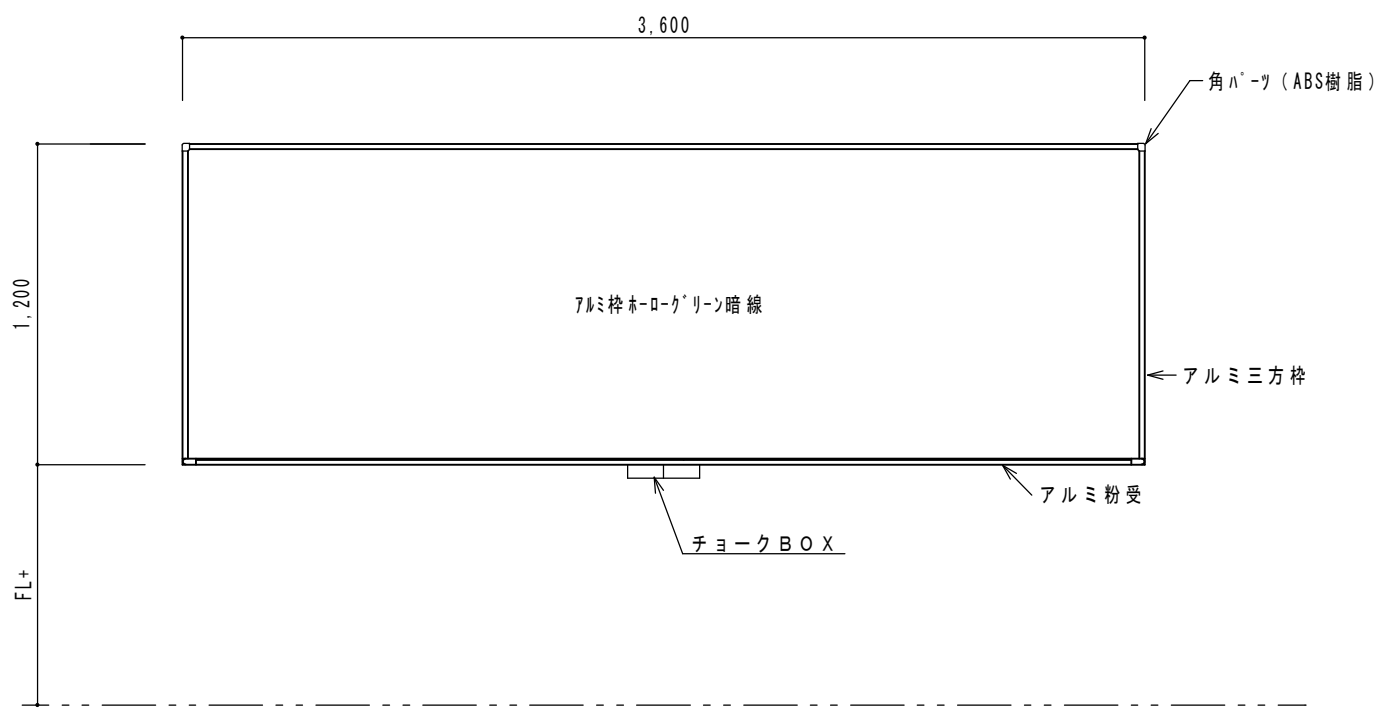 3,600
角ﾊﾟｰﾂ（ABS樹脂）
1,200
ｱﾙﾐ枠ﾎｰﾛｰｸﾞﾘｰﾝ暗線
アルミ三方枠
アルミ粉受
チョークＢＯＸ
FL+